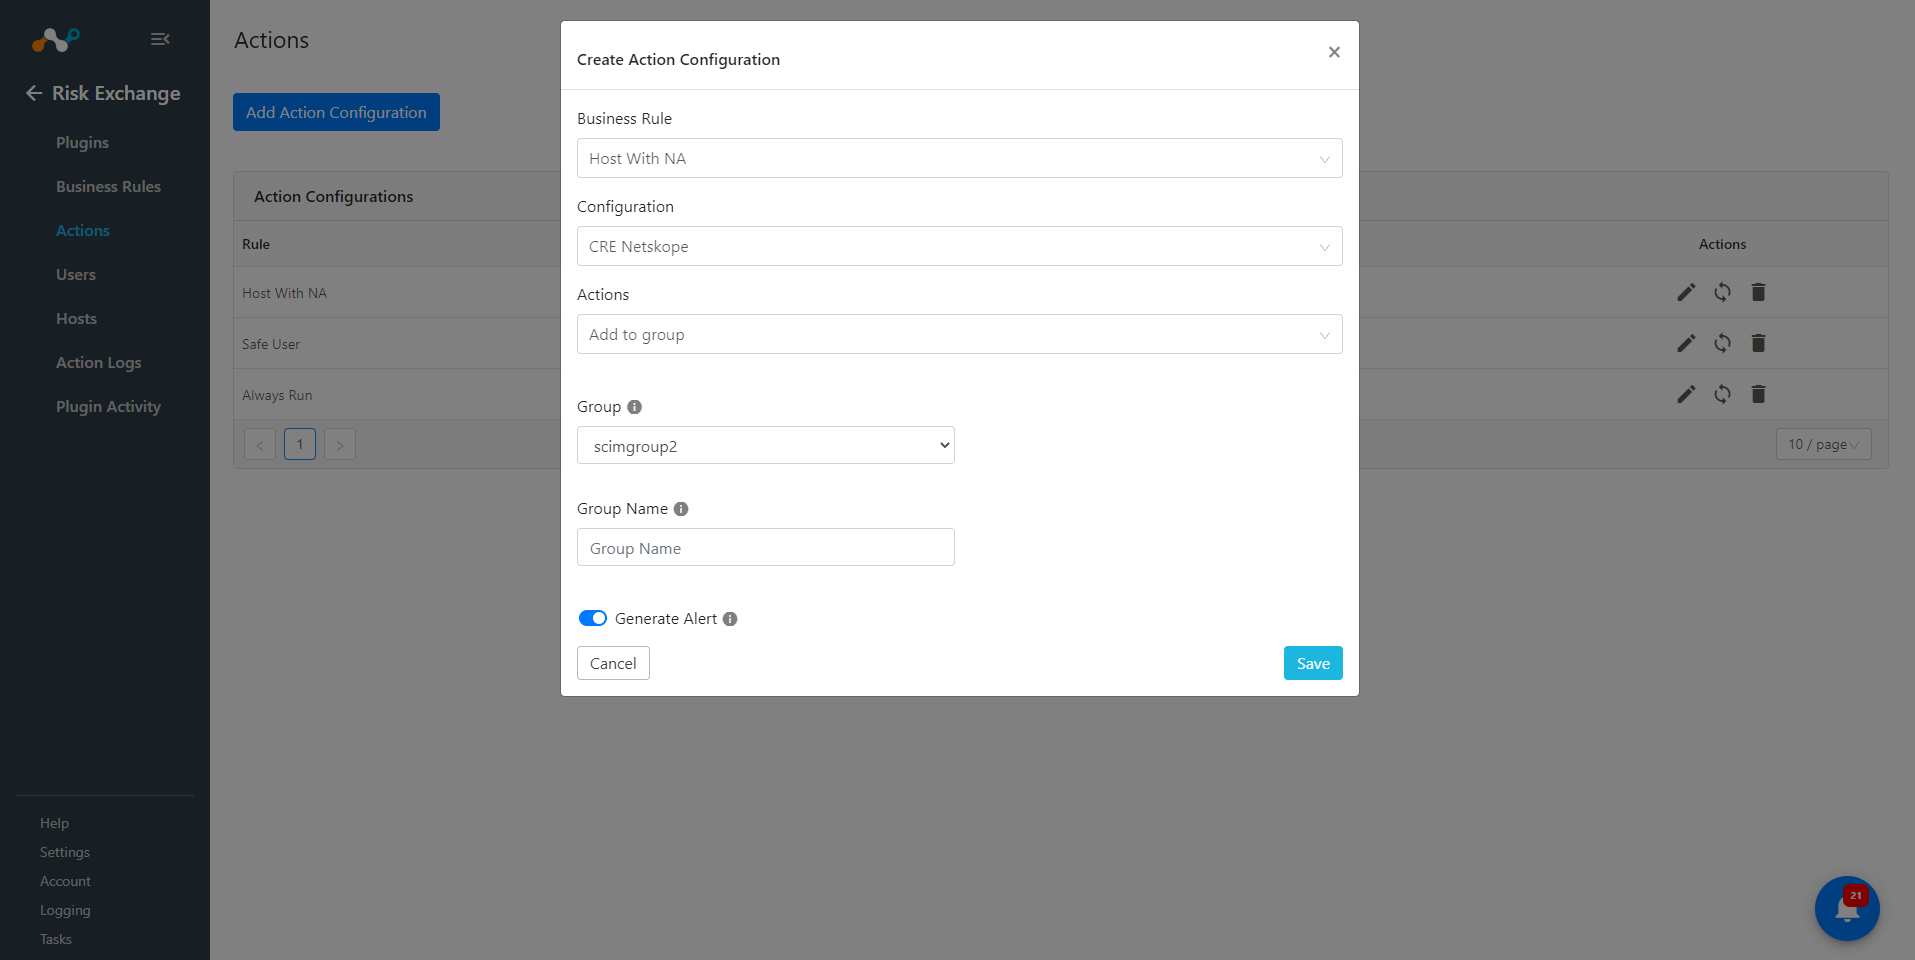 Risk Exchange
Plugins
Business Rules
Actions
Users
Hosts
Action Logs
Plugin Activity
Help
Settings
Account
Logging
Tasks
Actions
Add Action Configuration
Action Configurations
Rule
Actions
Host With NA
Safe User
Always Run
< 1 >
10 / page
Create Action Configuration
×
Business Rule
Host With NA
Configuration
CRE Netskope
Actions
Add to group
Group
scimgroup2
Group Name
Group Name
Generate Alert
Cancel
Save
21